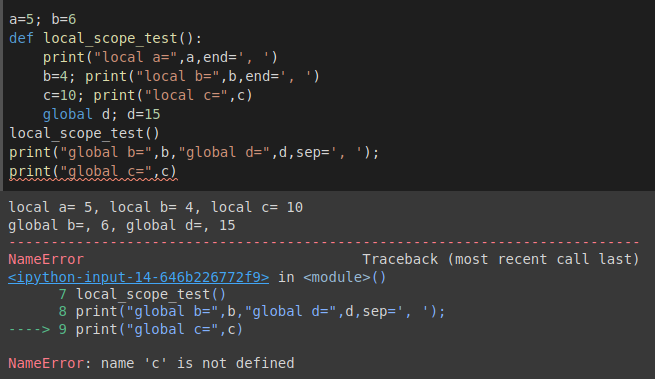 a=5; b=6
def local_scope_test():
    print("local a=",a,end=', ')
    b=4; print("local b=",b,end=', ')
    c=10; print("local c=",c)
    global d; d=15
local_scope_test()
print("global b=",b,"global d=",d,sep=', ');
print("global c=",c)
local a= 5, local b= 4, local c= 10
global b=, 6, global d=, 15
---------------------------------------------------------------------------
NameError                                 Traceback (most recent call last)
<ipython-input-14-646b226772f9> in <module>()
      7 local_scope_test()
      8 print("global b=",b,"global d=",d,sep=', ');
----> 9 print("global c=",c)
NameError: name 'c' is not defined